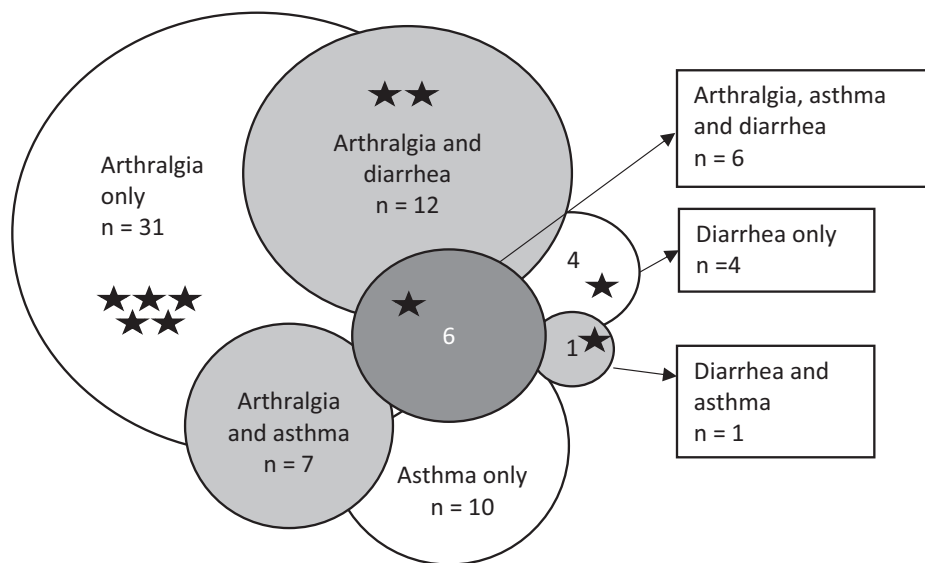 Arthralgia
only
n = 31
Arthralgia and
diarrhea
n = 12
Arthralgia, asthma
and diarrhea
n = 6
4
Diarrhea only
n =4
6
1
Diarrhea and
asthma
n = 1
Arthralgia
and asthma
n = 7
Asthma only
n = 10